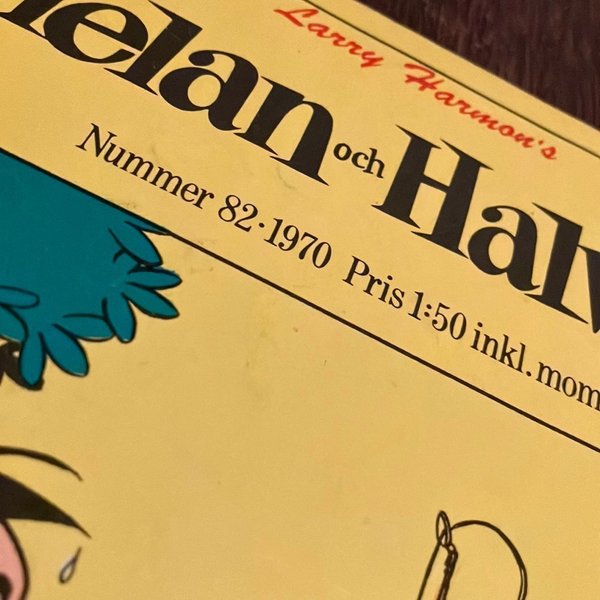 Larry Harmon's
elan och Halv
Nummer 82·1970 Pris 1:50 inkl. mom